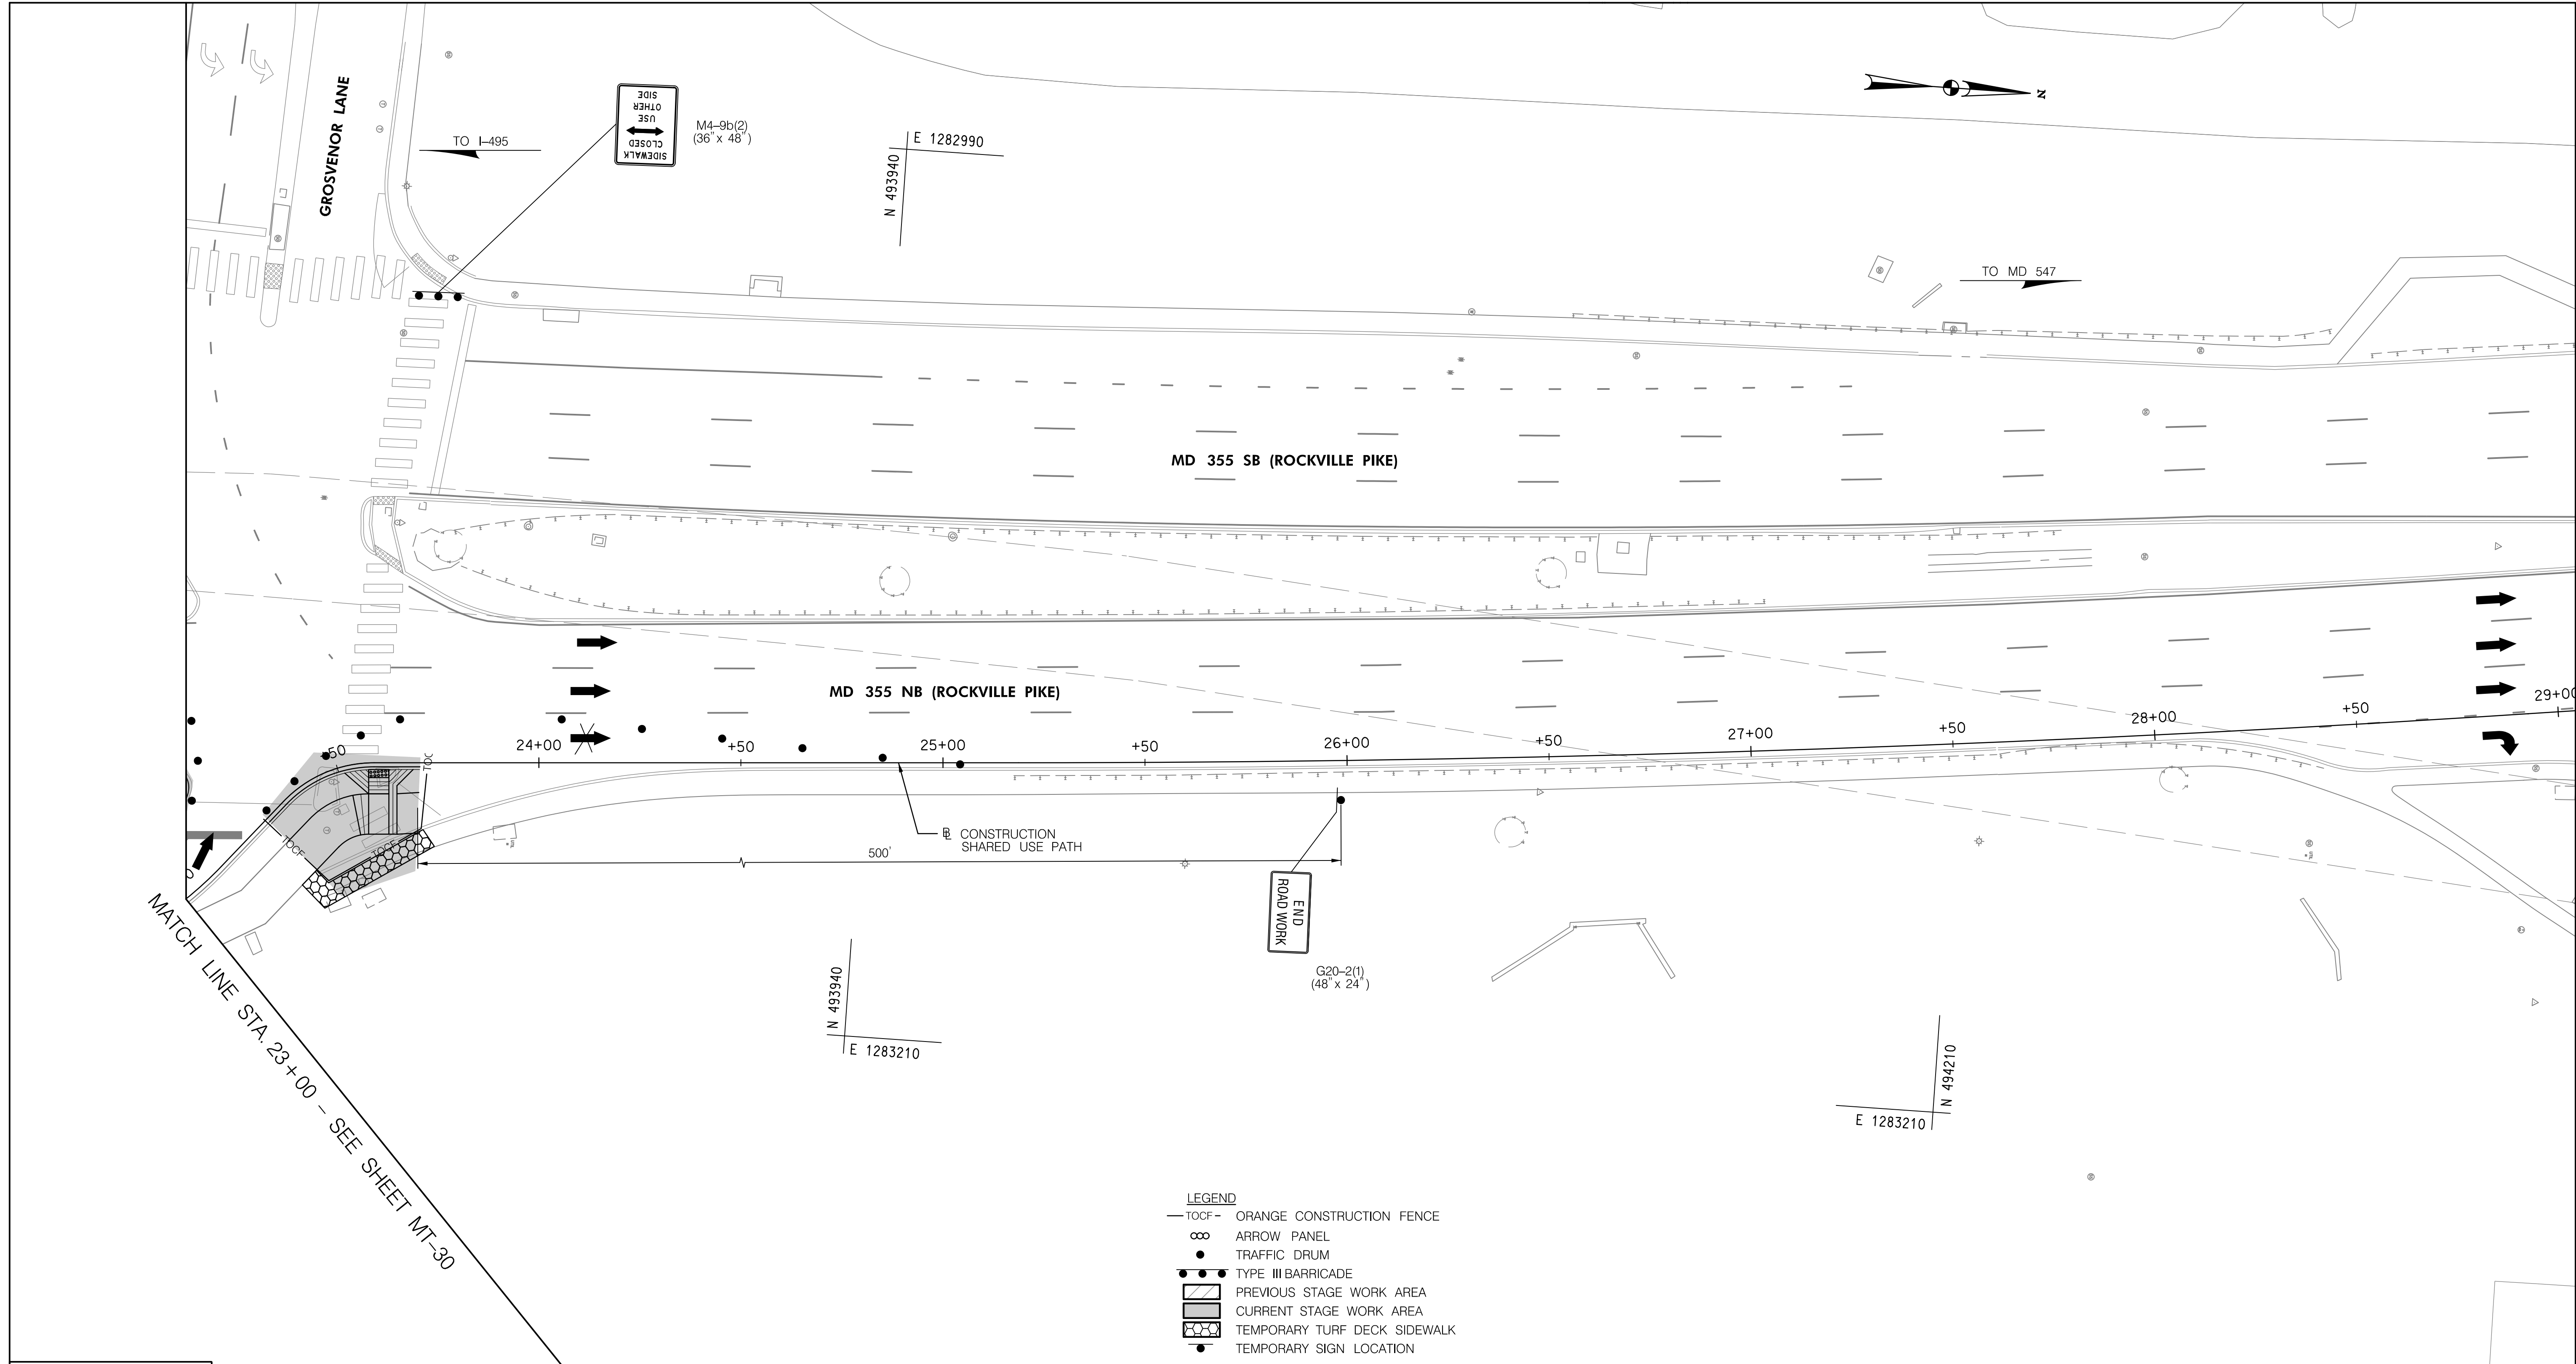 GROSVENOR LANE
TO I-495
SIDEWALK
CLOSED
USE
OTHER
SIDE
M4-9b(2)
(36" x 48")
E 1282990
N 493940
N
TO MD 547
MD 355 SB (ROCKVILLE PIKE)
MD 355 NB (ROCKVILLE PIKE)
+50
24+00
+50
25+00
+50
26+00
+50
27+00
+50
28+00
+50
29+00
TOCF
TOCF
TOCF
BL CONSTRUCTION
SHARED USE PATH
500'
END
ROAD WORK
G20-2(1)
(48" x 24")
N 493940
E 1283210
N 494210
E 1283210
MATCH LINE STA. 23+00 - SEE SHEET MT-30
LEGEND
TOCF ORANGE CONSTRUCTION FENCE
ARROW PANEL
TRAFFIC DRUM
TYPE III BARRICADE
PREVIOUS STAGE WORK AREA
CURRENT STAGE WORK AREA
TEMPORARY TURF DECK SIDEWALK
TEMPORARY SIGN LOCATION